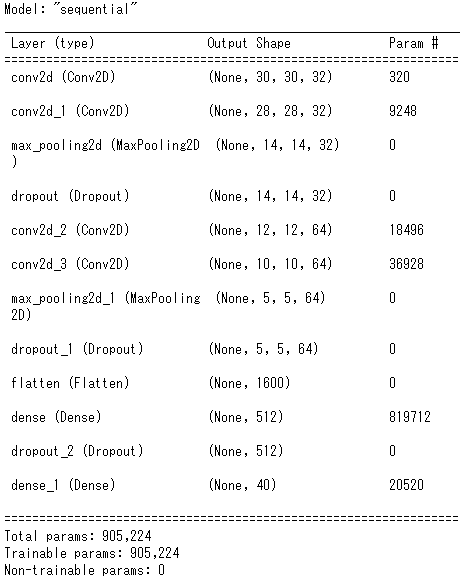 Model: "sequential"
Layer (type) Output Shape Param #
=================================================================
conv2d (Conv2D) (None, 30, 30, 32) 320
conv2d_1 (Conv2D) (None, 28, 28, 32) 9248
max_pooling2d (MaxPooling2D (None, 14, 14, 32) 0
)
dropout (Dropout) (None, 14, 14, 32) 0
conv2d_2 (Conv2D) (None, 12, 12, 64) 18496
conv2d_3 (Conv2D) (None, 10, 10, 64) 36928
max_pooling2d_1 (MaxPooling (None, 5, 5, 64) 0
2D)
dropout_1 (Dropout) (None, 5, 5, 64) 0
flatten (Flatten) (None, 1600) 0
dense (Dense) (None, 512) 819712
dropout_2 (Dropout) (None, 512) 0
dense_1 (Dense) (None, 40) 20520
=================================================================
Total params: 905,224
Trainable params: 905,224
Non-trainable params: 0